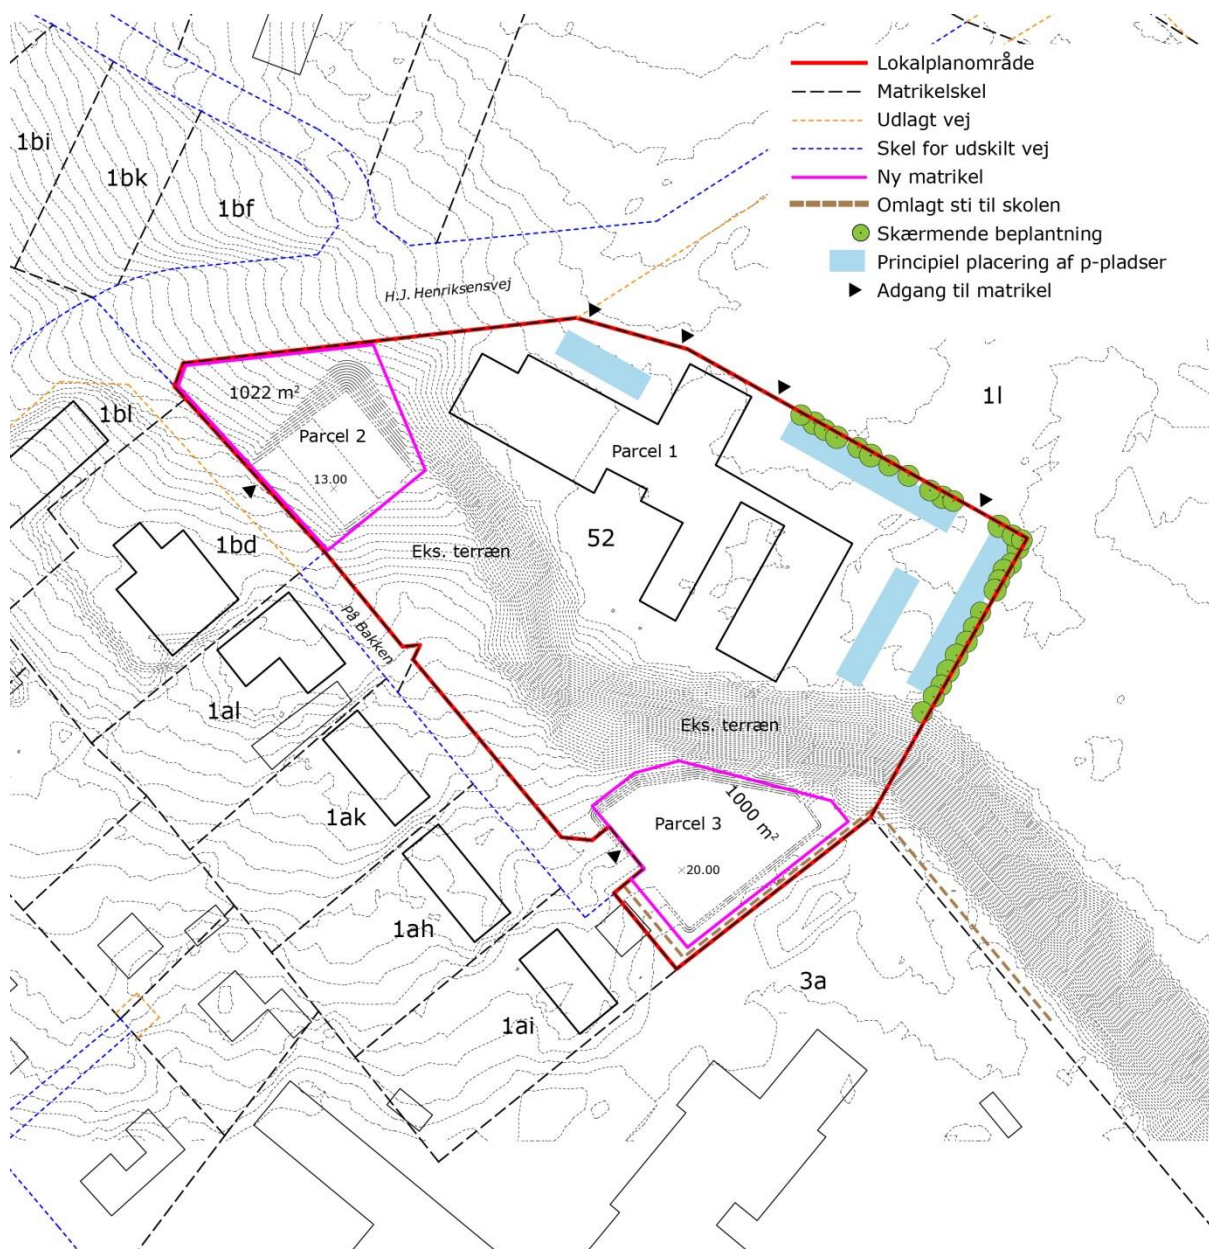 Lokalplanområde
Matrikelskel
Udlagt vej
Skel for udskilt vej
Ny matrikel
Omlagt sti til skolen
Skærmende beplantning
Principiel placering af p-pladser
Adgang til matrikel
1bi
1bk
1bf
H.J. Henriksensvej
1bl
1022 m²
Parcel 2
13.00
1l
Parcel 1
52
1bd
Eks. terræn
På Bakken
1al
Eks. terræn
1ak
1000 m²
Parcel 3
20.00
1ah
3a
1ai